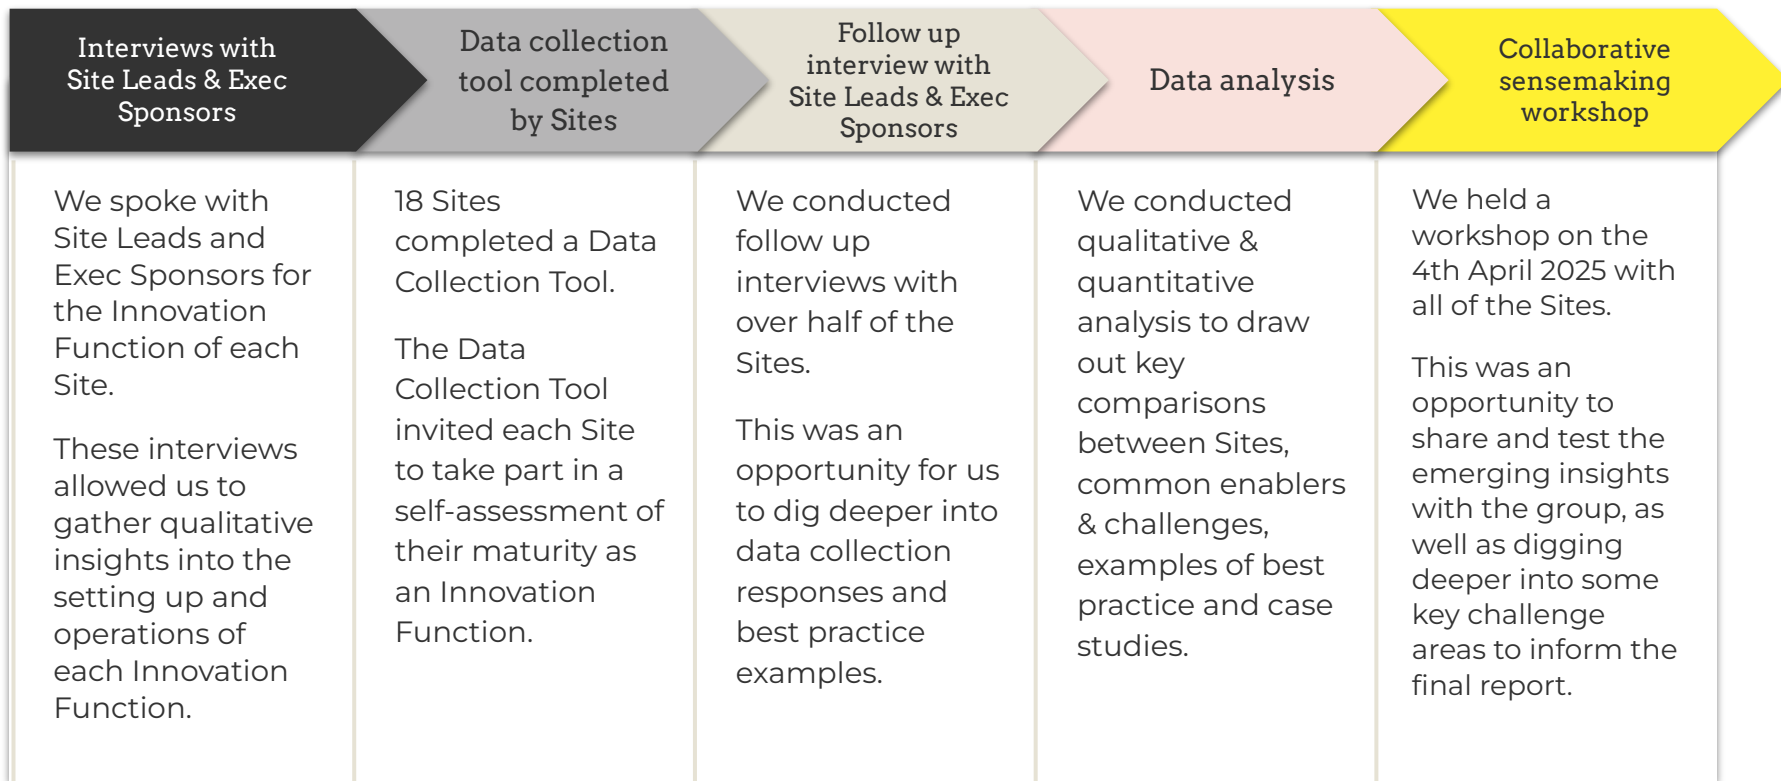 Interviews with
Site Leads & Exec
Sponsors
Data collection
tool completed
by Sites
Follow up
interview with
Site Leads & Exec
Sponsors
Data analysis
Collaborative
sensemaking
workshop
We spoke with
Site Leads and
Exec Sponsors for
the Innovation
Function of each
Site.
These interviews
allowed us to
gather qualitative
insights into the
setting up and
operations of
each Innovation
Function.
18 Sites
completed a Data
Collection Tool.
The Data
Collection Tool
invited each Site
to take part in a
self-assessment of
their maturity as
an Innovation
Function.
We conducted
follow up
interviews with
over half of the
Sites.
This was an
opportunity for us
to dig deeper into
data collection
responses and
best practice
examples.
We conducted
qualitative &
quantitative
analysis to draw
out key
comparisons
between Sites,
common enablers
& challenges,
examples of best
practice and case
studies.
We held a
workshop on the
4th April 2025 with
all of the Sites.
This was an
opportunity to
share and test the
emerging insights
with the group, as
well as digging
deeper into some
key challenge
areas to inform the
final report.